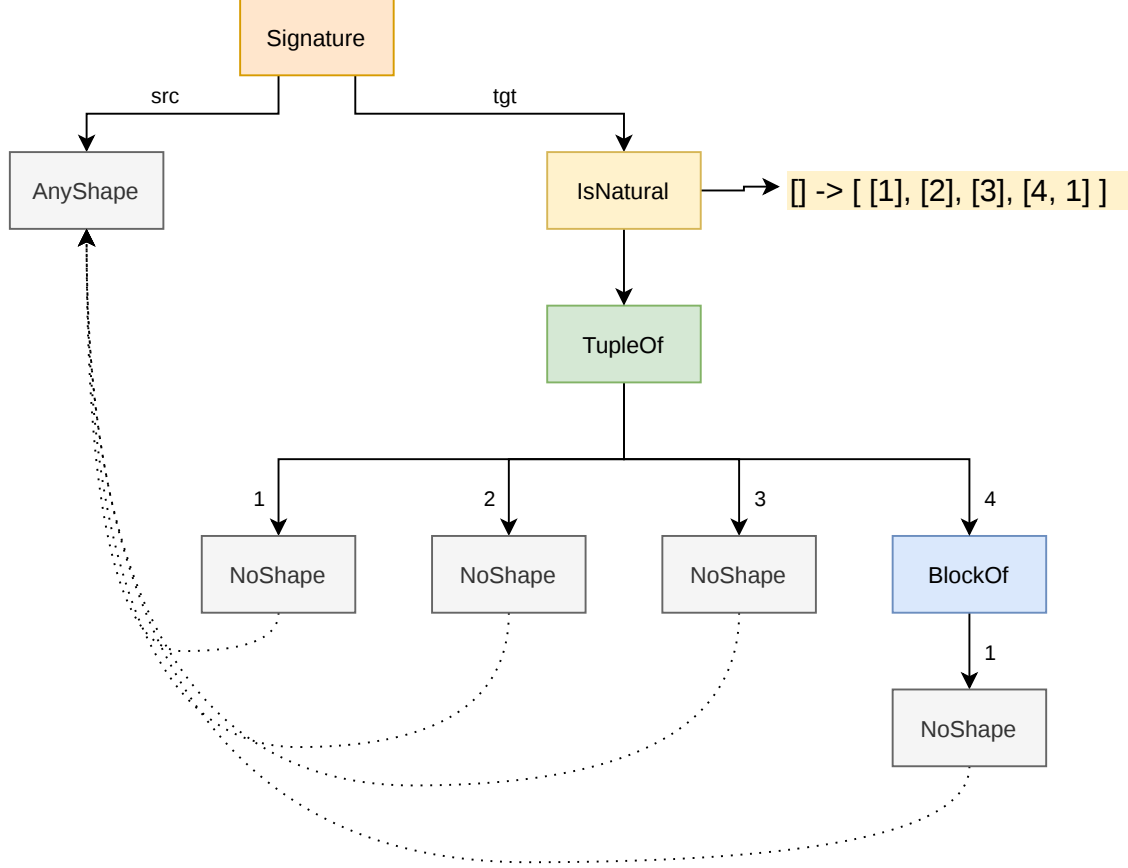 Signature
src
tgt
AnyShape
IsNatural
[] -> [ [1], [2], [3], [4, 1] ]
TupleOf
1
2
3
4
NoShape
NoShape
NoShape
BlockOf
1
NoShape